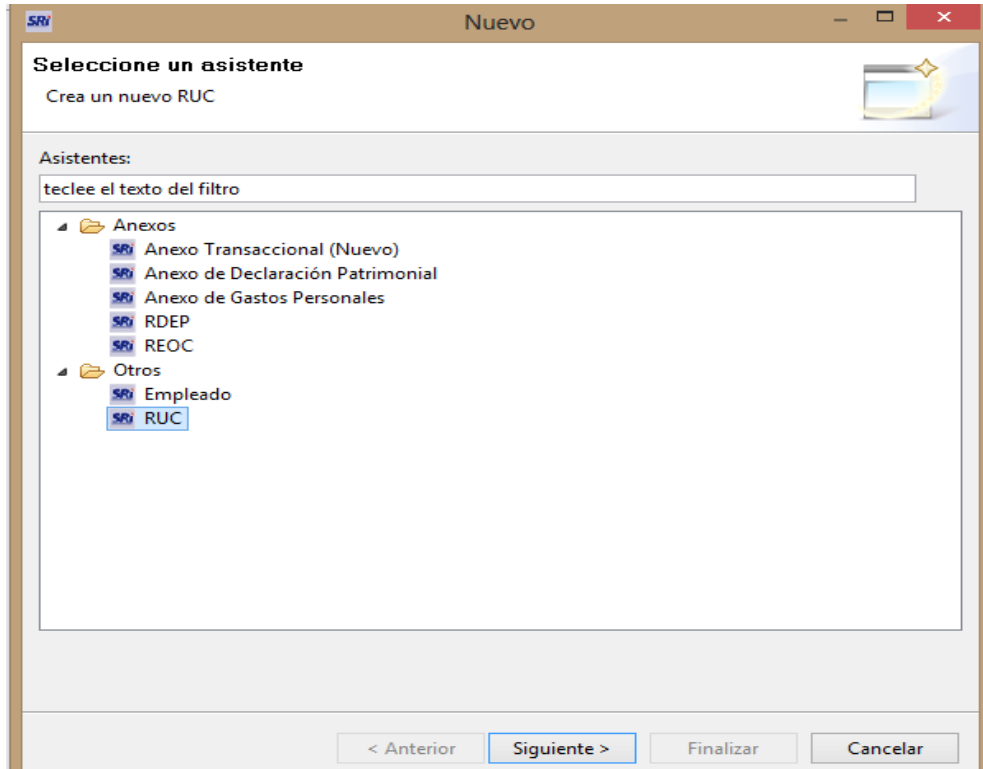 SRi Nuevo
Seleccione un asistente
Crea un nuevo RUC
Asistentes:
teclee el texto del filtro
Anexos
SRi Anexo Transaccional (Nuevo)
SRi Anexo de Declaración Patrimonial
SRi Anexo de Gastos Personales
SRi RDEP
SRi REOC
Otros
SRi Empleado
SRi RUC
< Anterior Siguiente > Finalizar Cancelar